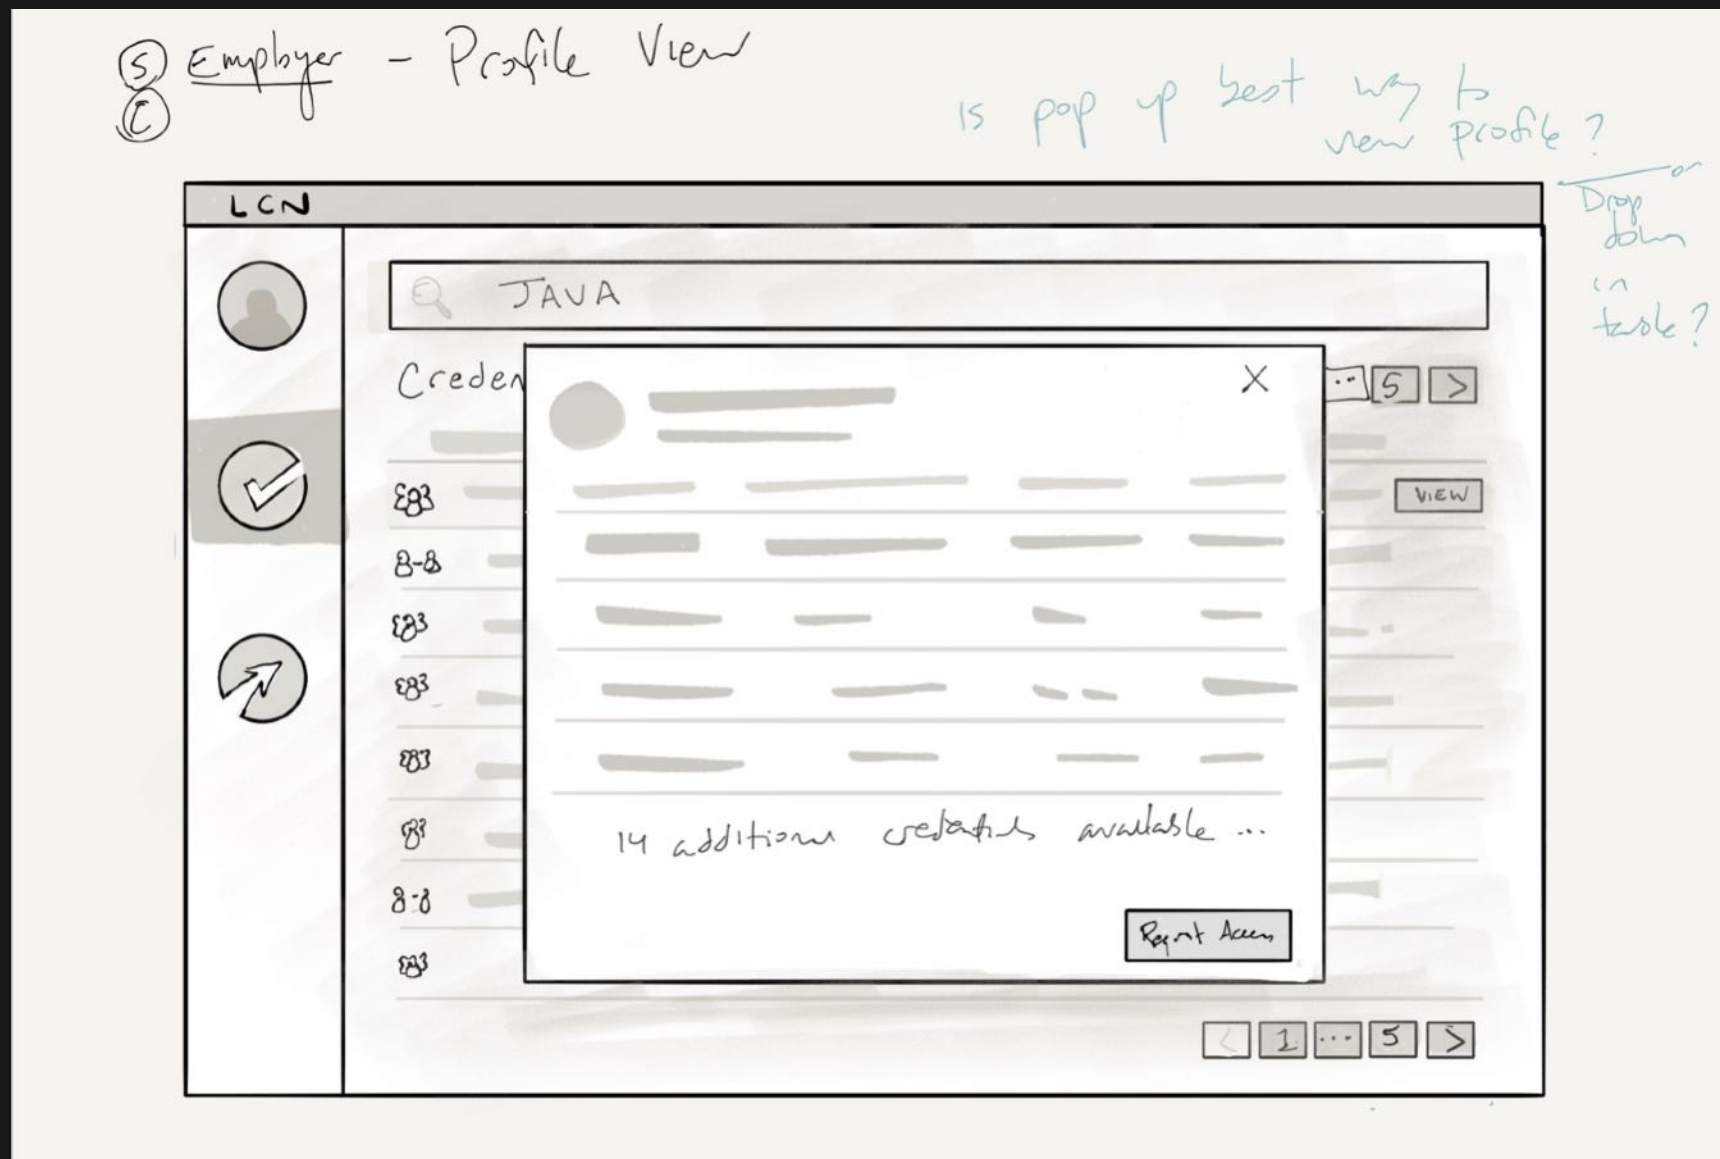 S Employer - Profile View
C
Is pop up best way to
view profile?
or
Drop
down
in
table?
LCN
JAVA
Creden
X
... 5 >
VIEW
14 additional credentials available ...
Request Access
< 1 ... 5 >